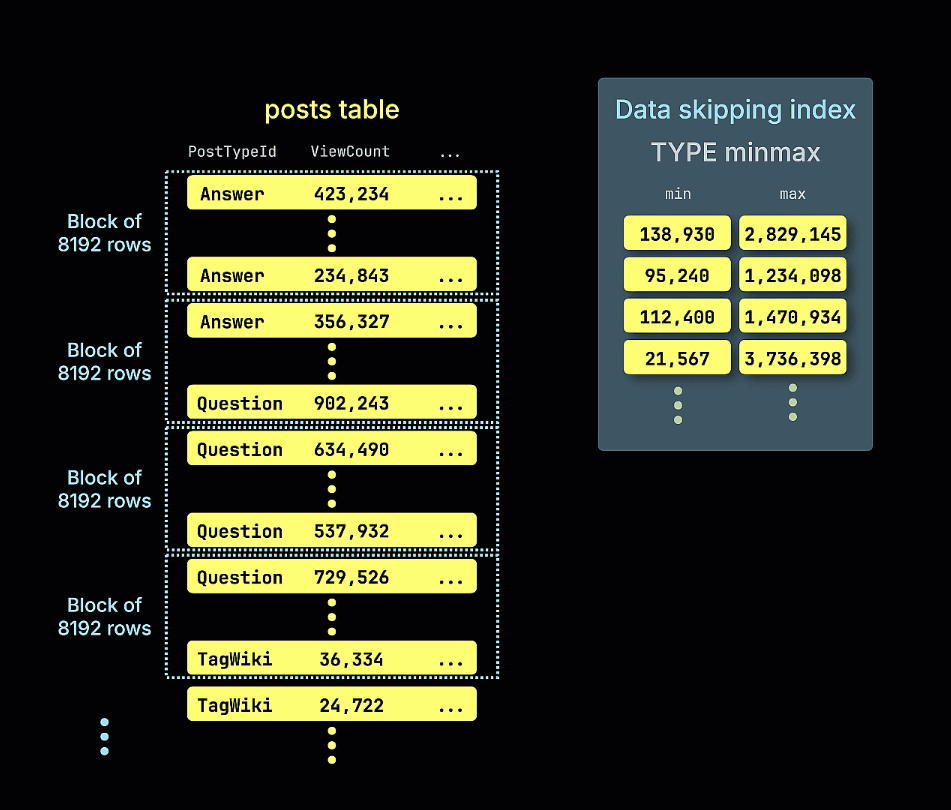 posts table
PostTypeId ViewCount ...
Block of
8192 rows
Answer 423,234 ...
Answer 234,843 ...
Block of
8192 rows
Answer 356,327 ...
Question 902,243 ...
Block of
8192 rows
Question 634,490 ...
Question 537,932 ...
Block of
8192 rows
Question 729,526 ...
TagWiki 36,334 ...
TagWiki 24,722 ...
Data skipping index
TYPE minmax
min max
138,930 2,829,145
95,240 1,234,098
112,400 1,470,934
21,567 3,736,398